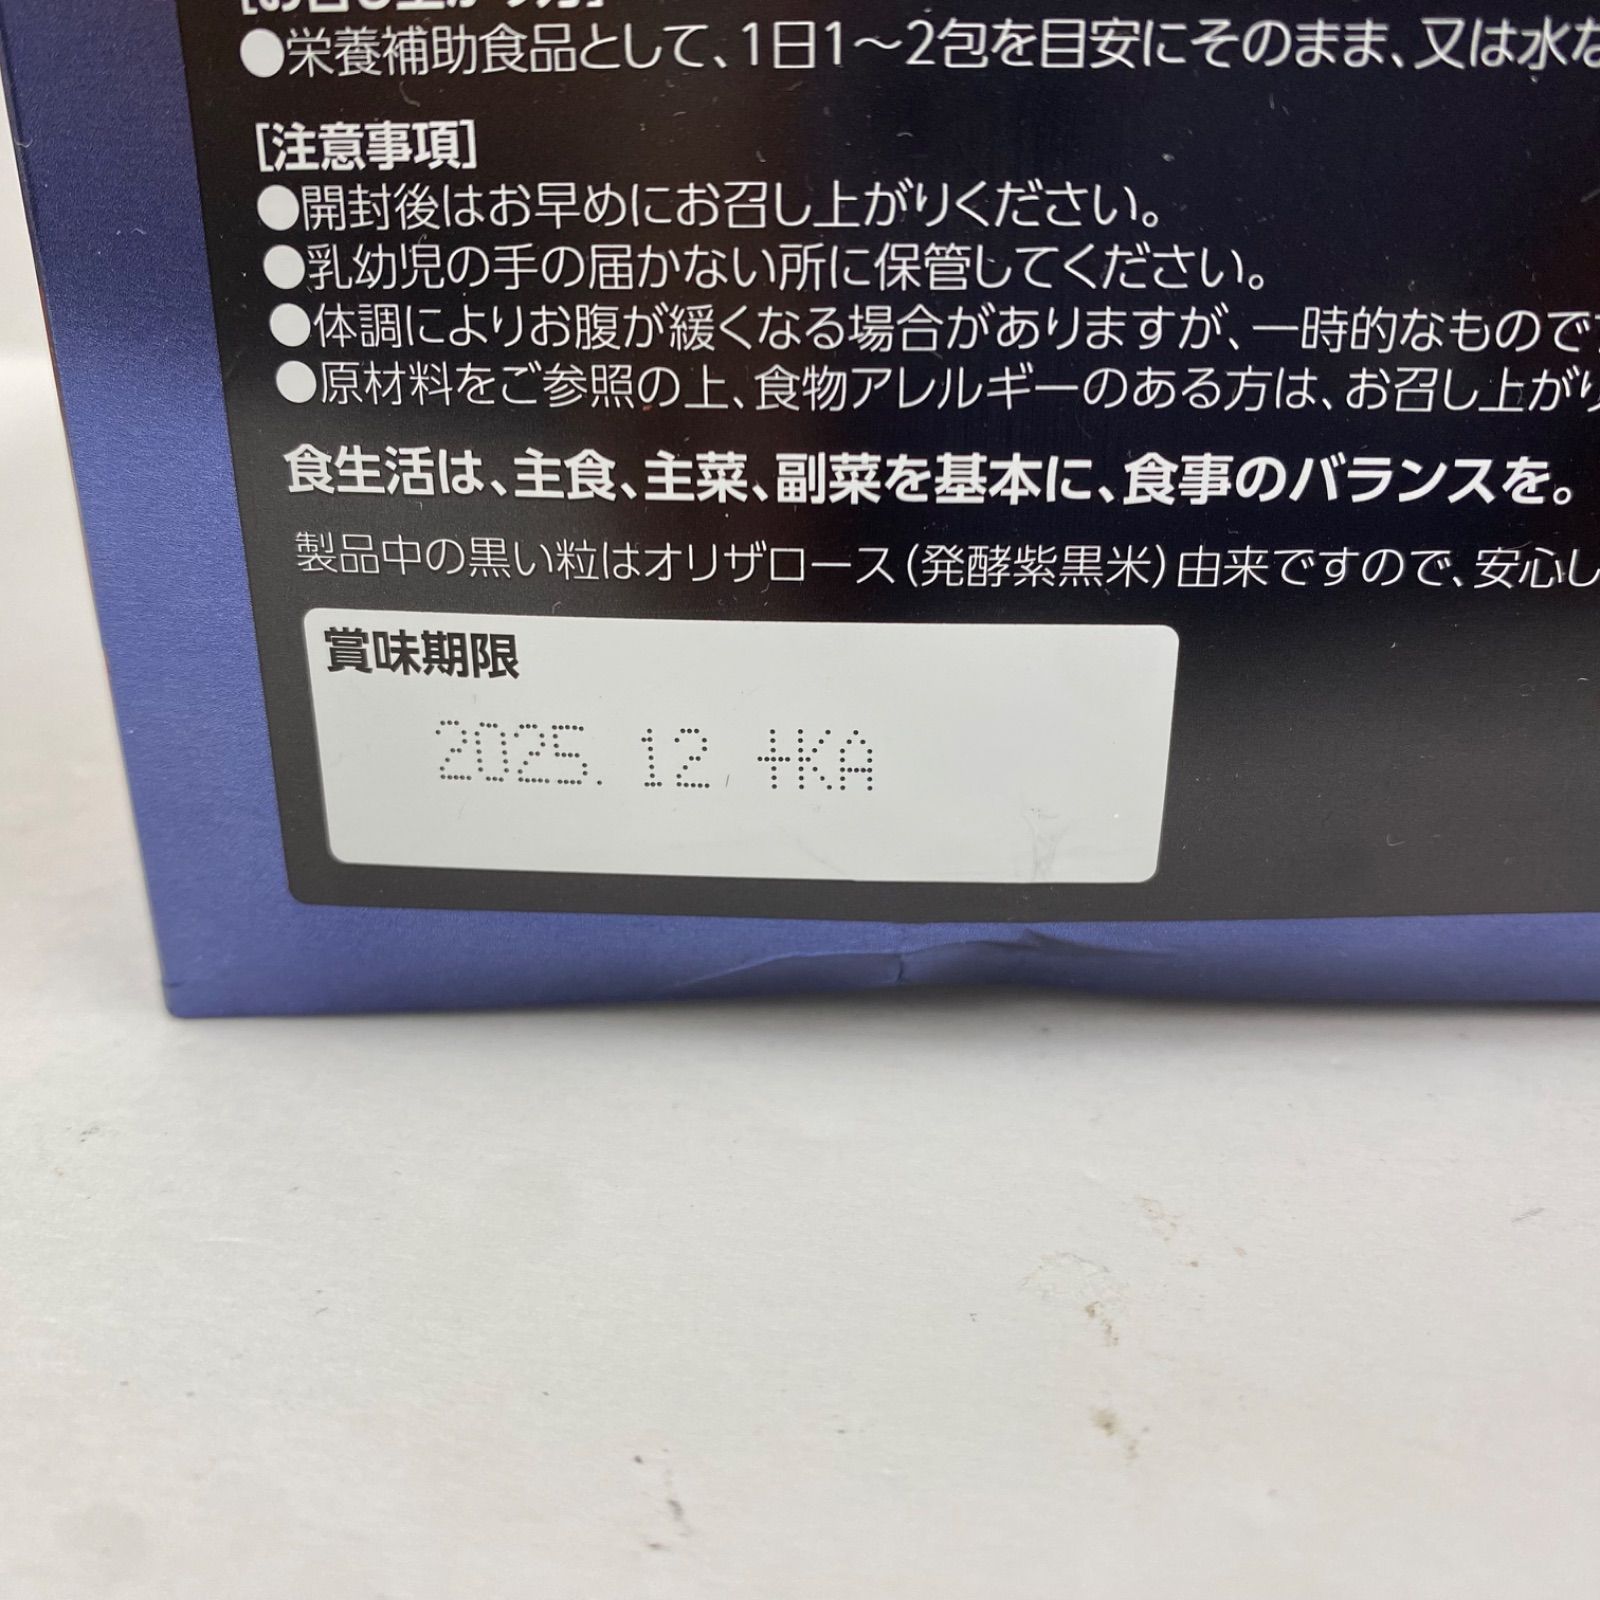 [お召し上がり方]
●栄養補助食品として、1日1～2包を目安にそのまま、又は水な
[注意事項]
●開封後はお早めにお召し上がりください。
●乳幼児の手の届かない所に保管してください。
●体調によりお腹が緩くなる場合がありますが、一時的なものです
●原材料をご参照の上、食物アレルギーのある方は、お召し上がり
食生活は、主食、主菜、副菜を基本に、食事のバランスを。
製品中の黒い粒はオリザロース（発酵紫黒米）由来ですので、安心し
賞味期限
2025. 12 +KA